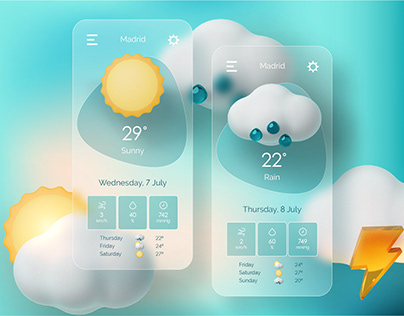 Madrid
29°
Sunny
Wednesday, 7 July
3 40 742
km/h % mmHg
Thursday 22°
Friday 24°
Saturday 27°
Madrid
22°
Rain
Thursday, 8 July
2 60 749
km/h % mmHg
Friday 24°
Saturday 27°
Sunday 20°